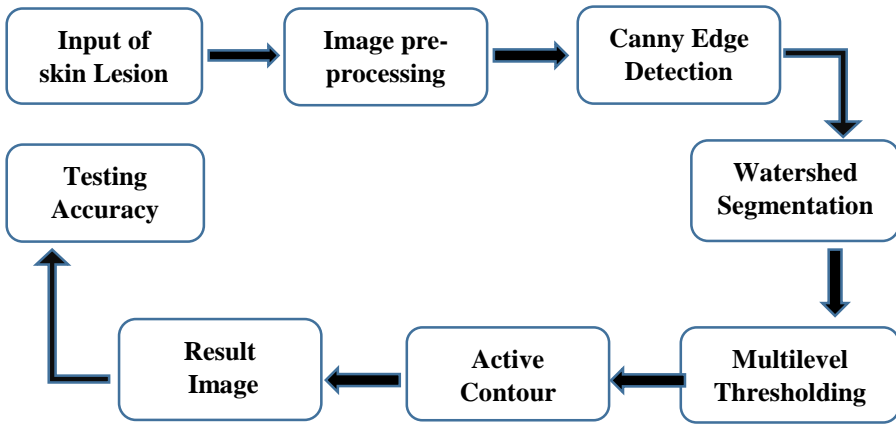 Input of
skin Lesion
Image pre-
processing
Canny Edge
Detection
Watershed
Segmentation
Multilevel
Thresholding
Active
Contour
Result
Image
Testing
Accuracy